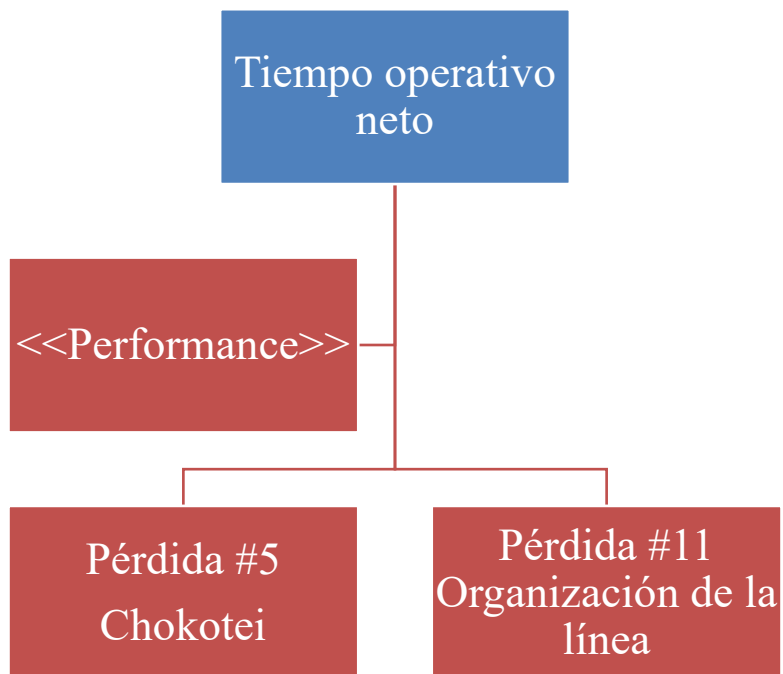 Tiempo operativo
neto
<<Performance>>
Pérdida #5
Chokotei
Pérdida #11
Organización de la
línea